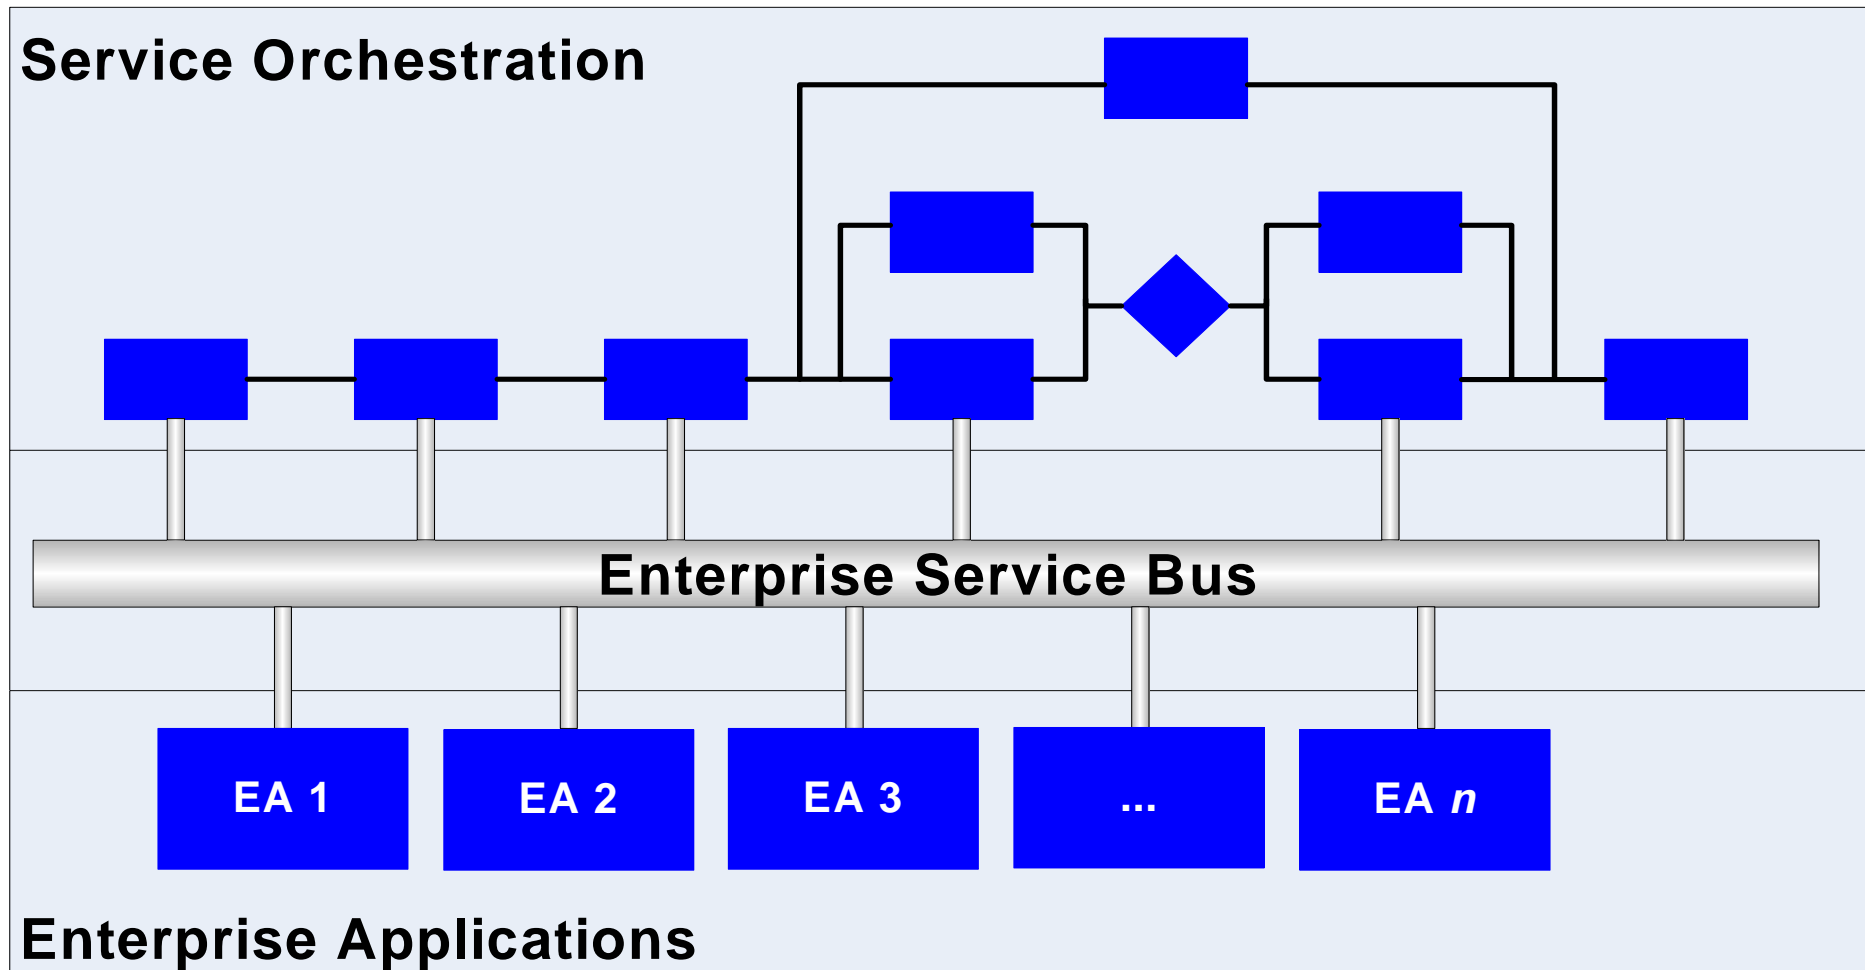 Service Orchestration
Enterprise Service Bus
EA 1
EA 2
EA 3
...
EA n
Enterprise Applications